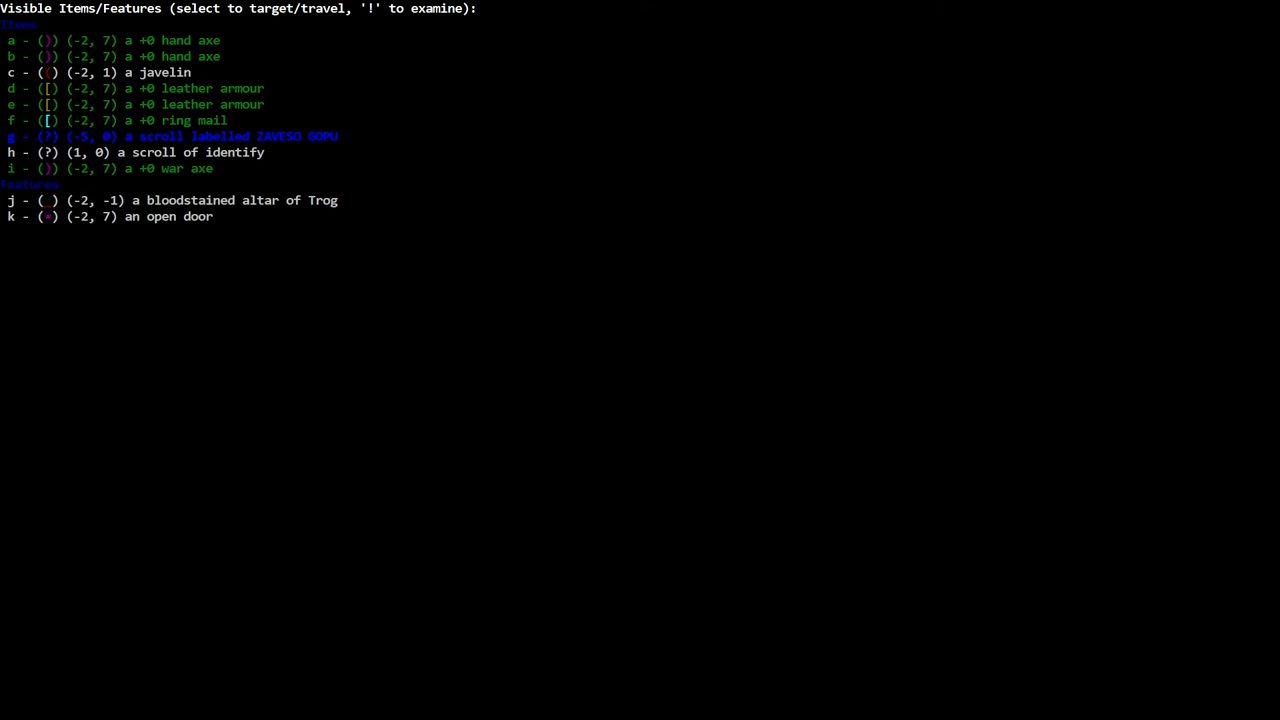 Visible Items/Features (select to target/travel, '!' to examine):
Items
a - ()) (-2, 7) a +0 hand axe
b - ()) (-2, 7) a +0 hand axe
c - (() (-2, 1) a javelin
d - ([) (-2, 7) a +0 leather armour
e - ([) (-2, 7) a +0 leather armour
f - ([) (-2, 7) a +0 ring mail
g - (?) (-5, 0) a scroll labelled ZAVESO GOPU
h - (?) (1, 0) a scroll of identify
i - ()) (-2, 7) a +0 war axe
Features
j - (_) (-2, -1) a bloodstained altar of Trog
k - (*) (-2, 7) an open door